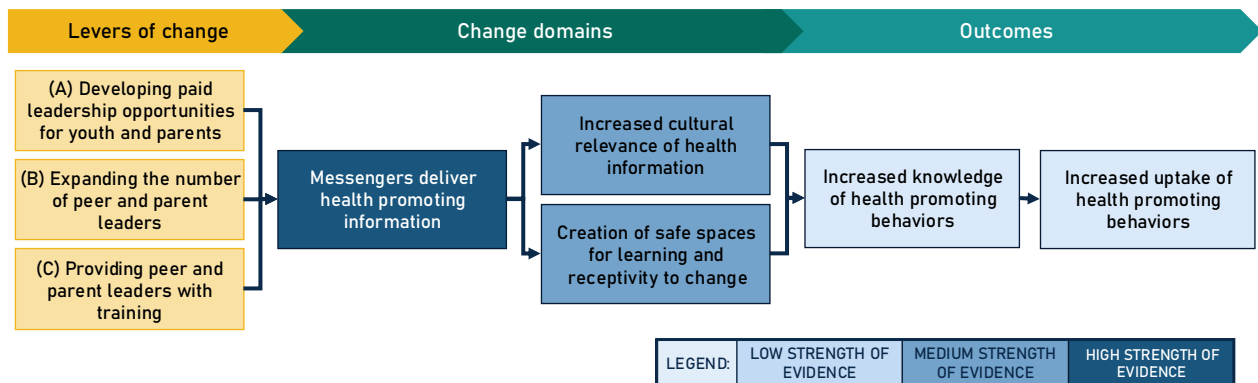 Levers of change
Change domains
Outcomes
(A) Developing paid
leadership opportunities
for youth and parents
(B) Expanding the number
of peer and parent
leaders
(C) Providing peer and
parent leaders with
training
Messengers deliver
health promoting
information
Increased cultural
relevance of health
information
Creation of safe spaces
for learning and
receptivity to change
Increased knowledge
of health promoting
behaviors
Increased uptake of
health promoting
behaviors
LEGEND:
LOW STRENGTH OF
EVIDENCE
MEDIUM STRENGTH
OF EVIDENCE
HIGH STRENGTH OF
EVIDENCE